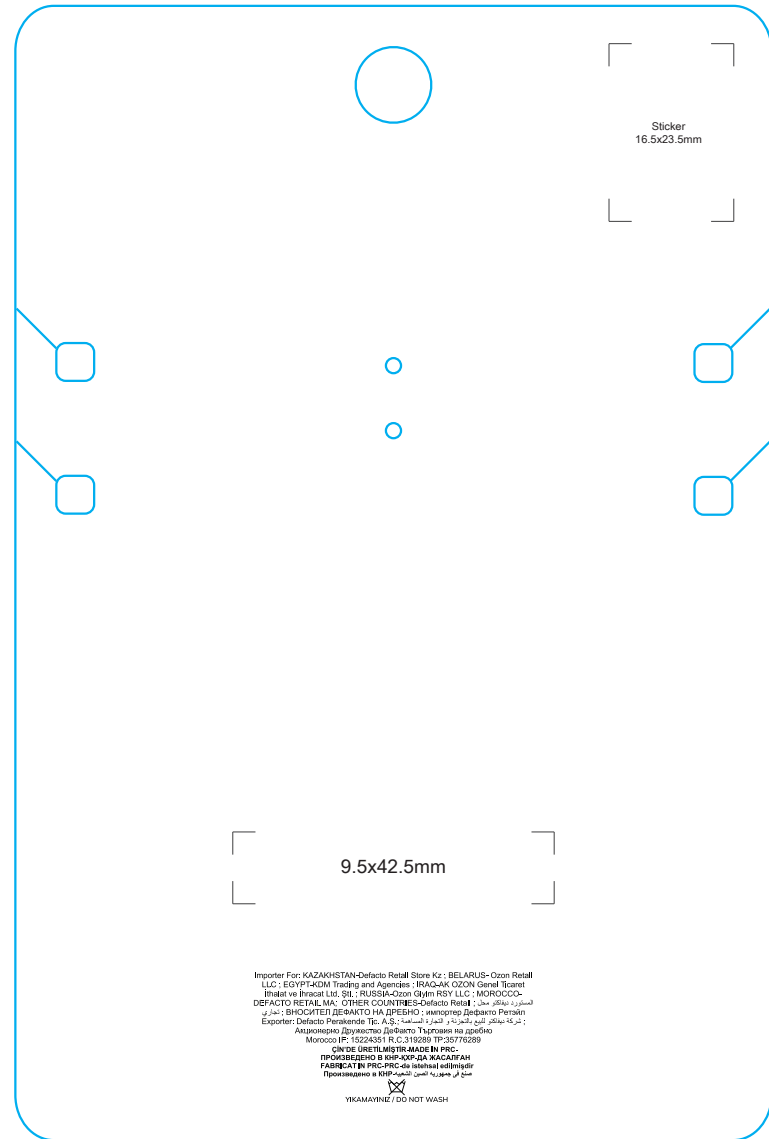 Sticker
16.5x23.5mm
9.5x42.5mm
Importer For: KAZAKHSTAN-Defacto Retail Store Kz ; BELARUS- Ozon Retail
LLC ; EGYPT-KDM Trading and Agencies ; IRAQ-AK OZON Genel Ticaret
İthalat ve İhracat Ltd. Şti. ; RUSSIA-Ozon Giyim RSY LLC ; MOROCCO-
DEFACTO RETAIL MA; OTHER COUNTRIES-Defacto Retail ; المستورد ديفاكتو محل
تجاري ; ВНОСИТЕЛ ДЕФАКТО НА ДРЕБНО ; импортер Дефакто Ретэйл
Exporter: Defacto Perakende Tic. A.Ş.; شركة ديفاكتو للبيع بالتجزئة و التجارة المساهمة ;
Акционерно Дружество ДеФакто Търговия на дребно
Morocco IF: 15224351 R.C.319289 TP:35776289
ÇİN'DE ÜRETİLMİŞTİR-MADE İN PRC-
ПРОИЗВЕДЕНО В КНР-ҚХР-ДА ЖАСАЛҒАН
FABRİCAT İN PRC-PRC-də istehsal edilmişdir
Произведено в КНР-صنع في جمهورية الصين الشعبيه
YIKAMAYINIZ / DO NOT WASH